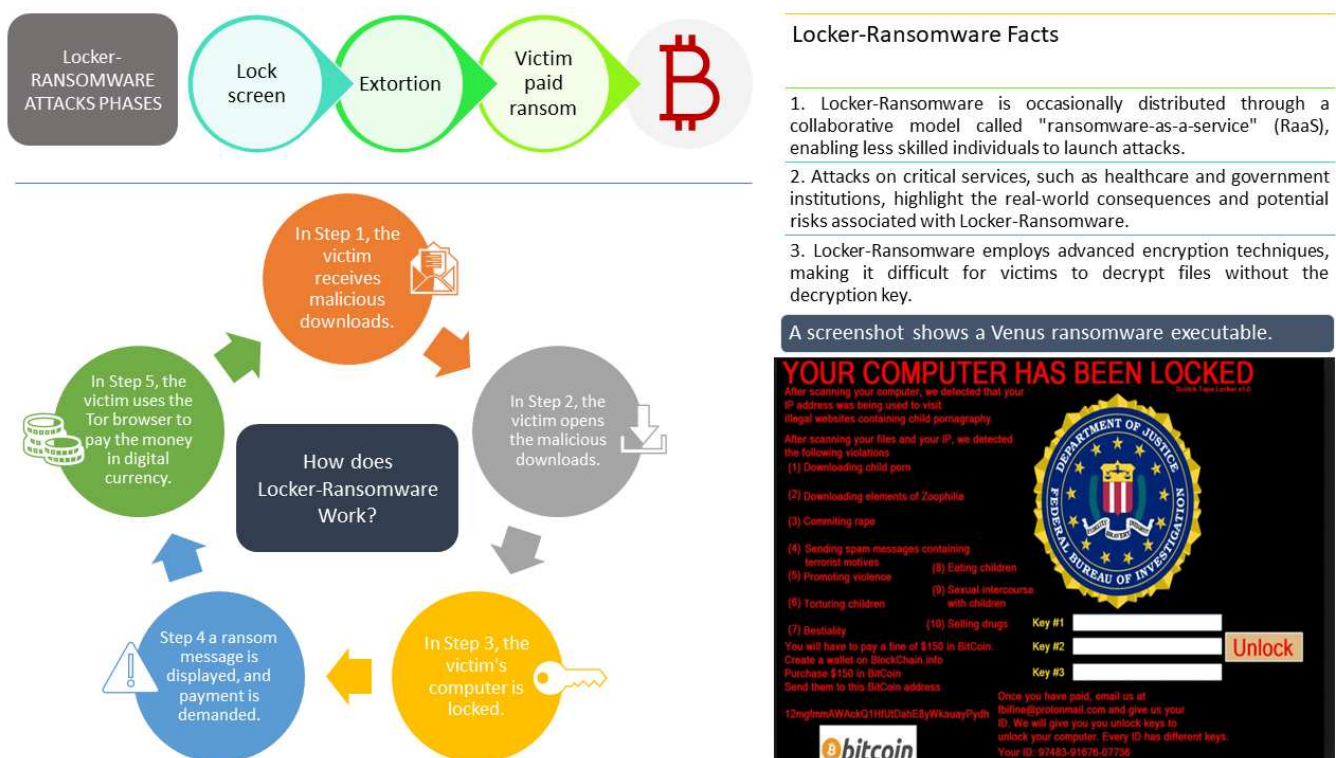 Locker-
RANSOMWARE
ATTACKS PHASES
Lock
screen
Extortion
Victim
paid
ransom
In Step 1, the
victim
receives
malicious
downloads.
In Step 2, the
victim opens
the malicious
downloads.
In Step 3, the
victim's
computer is
locked.
Step 4 a ransom
message is
displayed, and
payment is
demanded.
In Step 5, the
victim uses the
Tor browser to
pay the money
in digital
currency.
How does
Locker-Ransomware
Work?
Locker-Ransomware Facts
1. Locker-Ransomware is occasionally distributed through a
collaborative model called "ransomware-as-a-service" (RaaS),
enabling less skilled individuals to launch attacks.
2. Attacks on critical services, such as healthcare and government
institutions, highlight the real-world consequences and potential
risks associated with Locker-Ransomware.
3. Locker-Ransomware employs advanced encryption techniques,
making it difficult for victims to decrypt files without the
decryption key.
A screenshot shows a Venus ransomware executable.
YOUR COMPUTER HAS BEEN LOCKED
After scanning your computer, we detected that your
IP address was being used to visit
illegal websites containing child pornagraphy
After scanning your files and your IP, we detected
the following violations
(1) Downloading child porn
(2) Downloading elements of Zoophilia
(3) Commiting rape
(4) Sending spam messages containing
terrorist motives
(5) Promoting violence
(6) Torturing children
(7) Bestiality
(8) Eating children
(9) Sexual intercourse
with children
(10) Selling drugs
You will have to pay a fine of $150 in BitCoin.
Create a wallet on BlockChain.info
Purchase $150 in BitCoin
Send them to this BitCoin address
bitcoin
DEPARTMENT OF JUSTICE
FEDERAL BUREAU OF INVESTIGATION
FIDELITY BRAVERY INTEGRITY
Key #1
Key #2
Key #3
Unlock
Once you have paid, email us at
fbifine@protonmail.com and give us your
ID. We will give you you unlock keys to
unlock your computer. Every ID has different keys.
Your ID: 97483-91676-07736